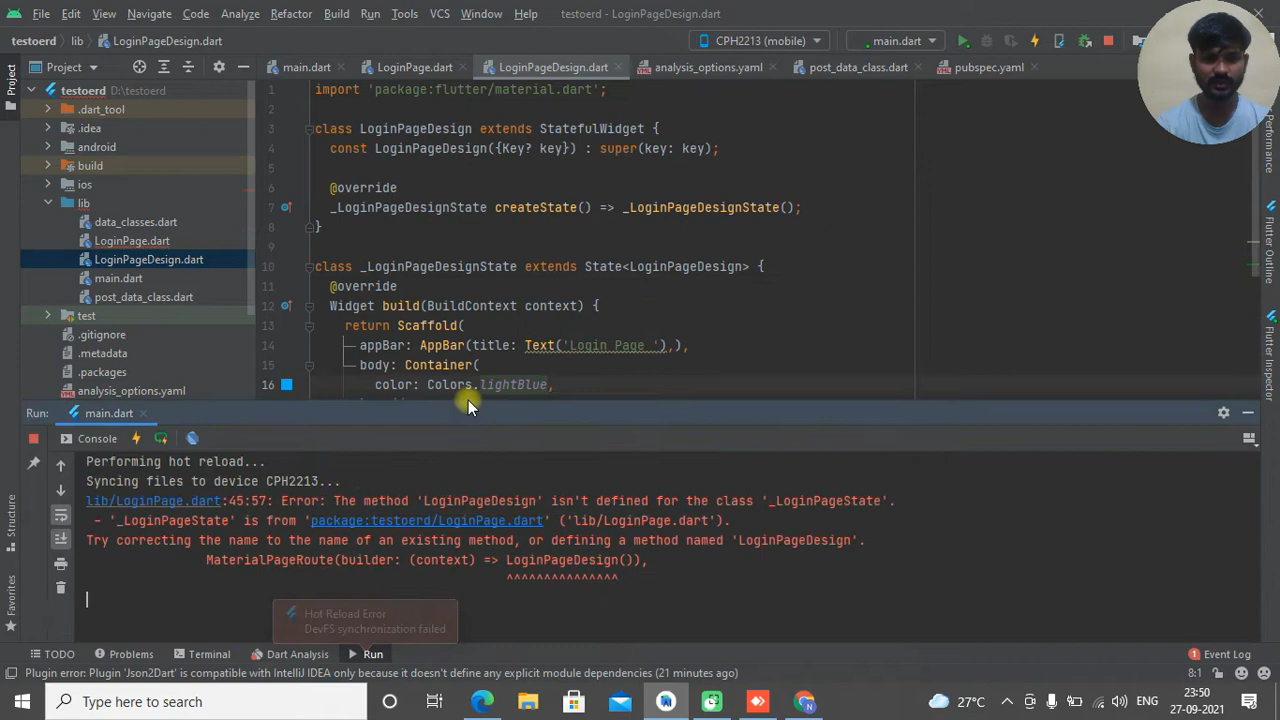 File Edit View Navigate Code Analyze Refactor Build Run Tools VCS Window Help testoerd - LoginPageDesign.dart
testoerd lib LoginPageDesign.dart CPH2213 (mobile) main.dart
Project main.dart LoginPage.dart LoginPageDesign.dart analysis_options.yaml post_data_class.dart pubspec.yaml
Project
testoerd D:\testoerd
.dart_tool
.idea
android
build
ios
lib
data_classes.dart
LoginPage.dart
LoginPageDesign.dart
main.dart
post_data_class.dart
test
.gitignore
.metadata
.packages
analysis_options.yaml
1 import 'package:flutter/material.dart';
2
3 class LoginPageDesign extends StatefulWidget {
4 const LoginPageDesign({Key? key}) : super(key: key);
5
6 @override
7 _LoginPageDesignState createState() => _LoginPageDesignState();
8 }
9
10 class _LoginPageDesignState extends State<LoginPageDesign> {
11 @override
12 Widget build(BuildContext context) {
13 return Scaffold(
14 appBar: AppBar(title: Text('Login Page '),),
15 body: Container(
16 color: Colors.lightBlue,
Flutter Outline
Flutter Inspector
Run: main.dart
Console
Performing hot reload...
Syncing files to device CPH2213...
lib/LoginPage.dart:45:57: Error: The method 'LoginPageDesign' isn't defined for the class '_LoginPageState'.
- '_LoginPageState' is from 'package:testoerd/LoginPage.dart' ('lib/LoginPage.dart').
Try correcting the name to the name of an existing method, or defining a method named 'LoginPageDesign'.
MaterialPageRoute(builder: (context) => LoginPageDesign()),
^^^^^^^^^^^^^^^
Hot Reload Error
DevFS synchronization failed
Structure
Favorites
TODO Problems Terminal Dart Analysis Run Event Log
Plugin error: Plugin 'Json2Dart' is compatible with IntelliJ IDEA only because it doesn't define any explicit module dependencies (21 minutes ago) 8:1
Type here to search 27°C ENG 23:50
27-09-2021